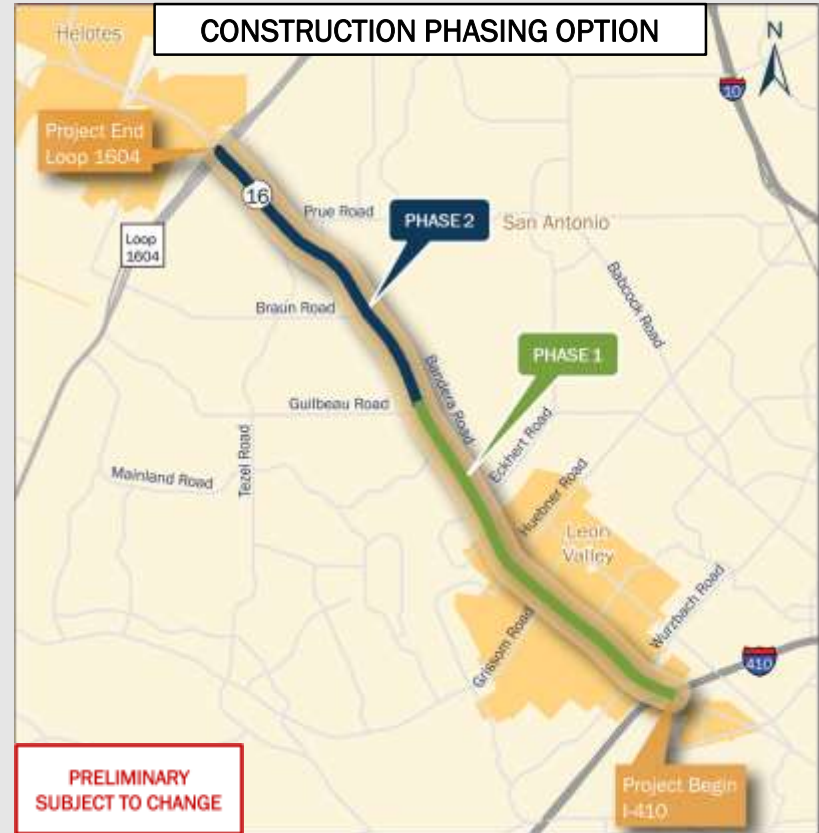 CONSTRUCTION PHASING OPTION
Helotes
N
10
Project End
Loop 1604
16
Prue Road
PHASE 2
San Antonio
Loop
1604
Babcock Road
Braun Road
PHASE 1
Bandera Road
Guilbeau Road
Eckhert Road
Tezel Road
Mainland Road
Huebner Road
Leon
Valley
Wurzbach Road
Grissom Road
410
PRELIMINARY
SUBJECT TO CHANGE
Project Begin
I-410